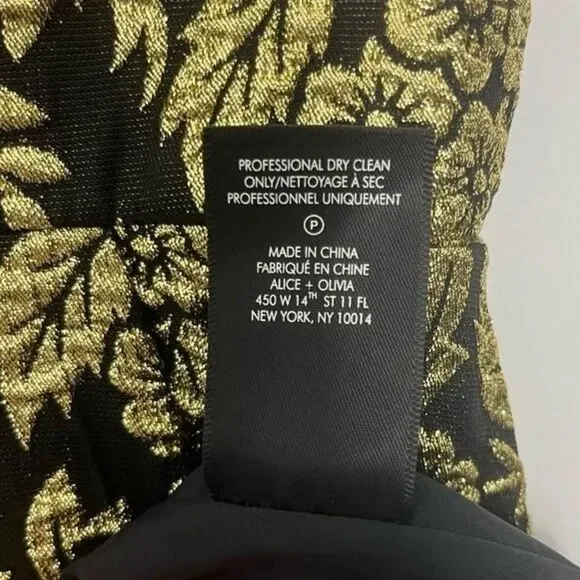 PROFESSIONAL DRY CLEAN
ONLY/NETTOYAGE À SEC
PROFESSIONNEL UNIQUEMENT
P
MADE IN CHINA
FABRIQUÉ EN CHINE
ALICE + OLIVIA
450 W 14TH ST 11 FL
NEW YORK, NY 10014